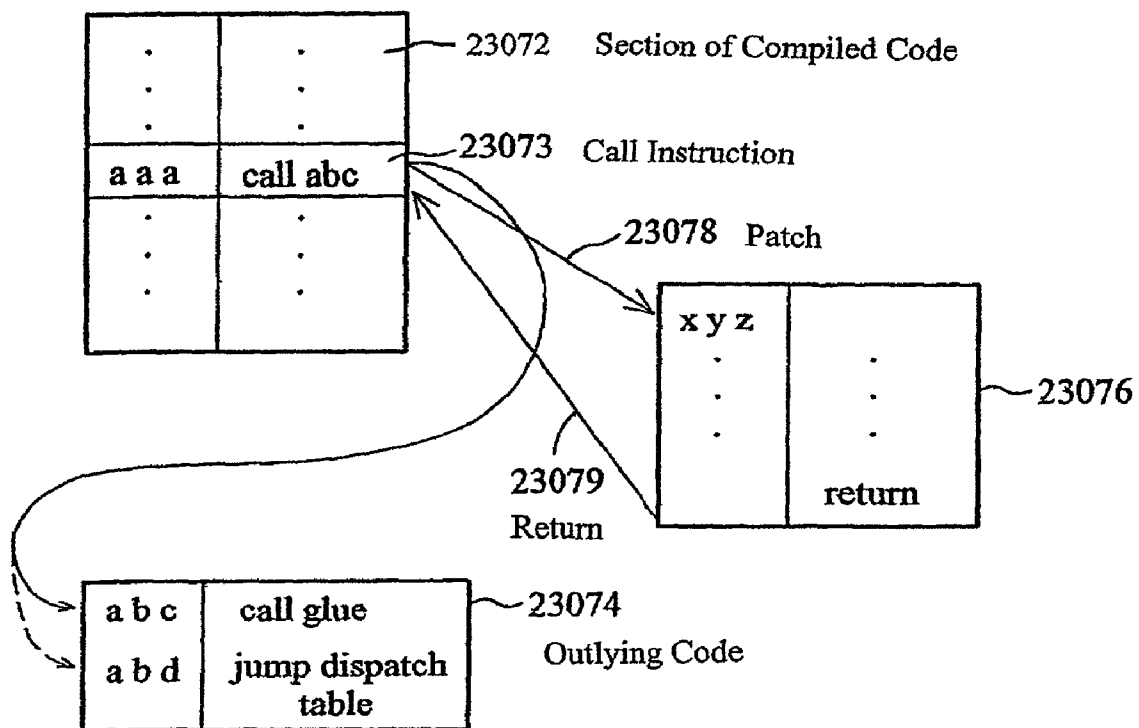 23072 Section of Compiled Code
23073 Call Instruction
a a a call abc
23078 Patch
x y z
23076
23079
Return
return
a b c call glue
23074
Outlying Code
a b d jump dispatch
table